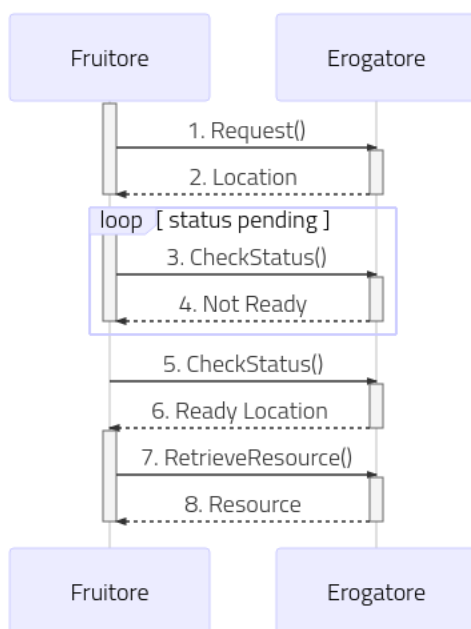 Fruitore Erogatore
1. Request()
2. Location
loop [ status pending ]
3. CheckStatus()
4. Not Ready
5. CheckStatus()
6. Ready Location
7. RetrieveResource()
8. Resource
Fruitore Erogatore